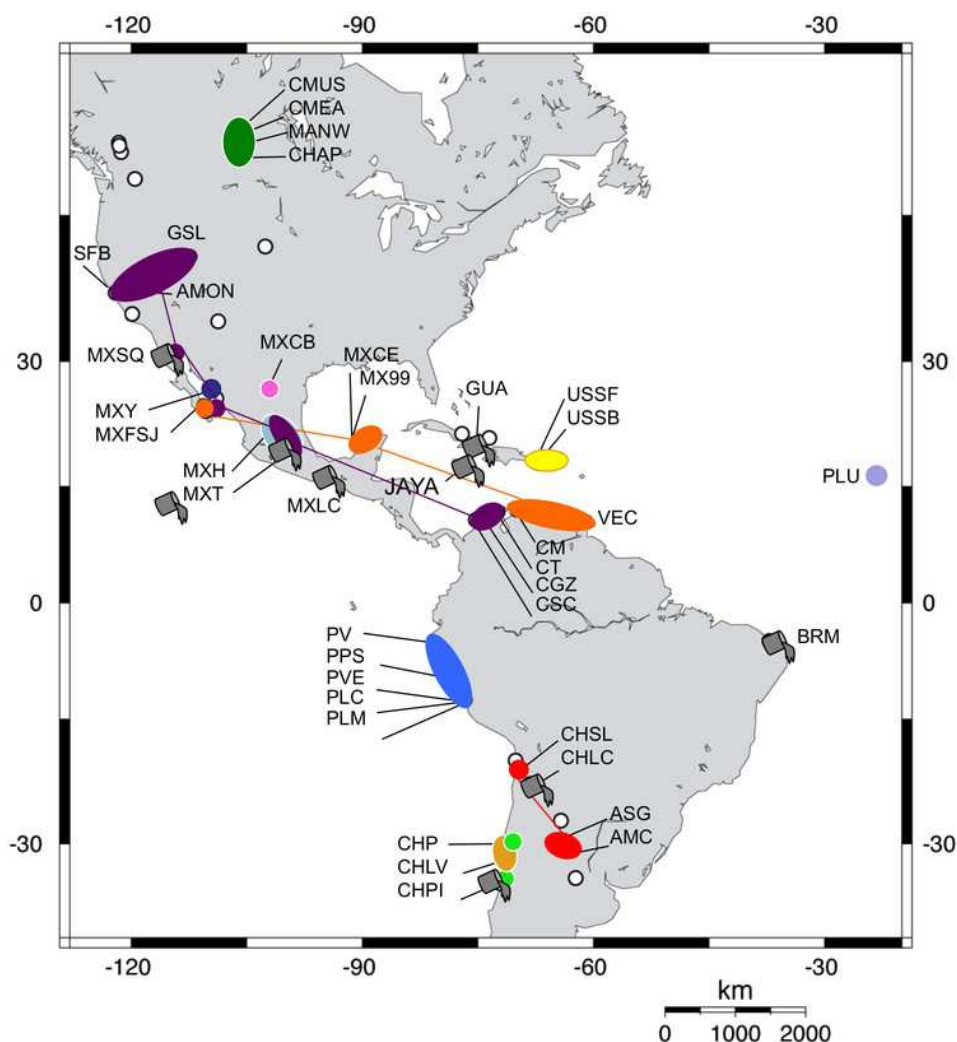 -120 -90 -60 -30
CMUS
CMEA
MANW
CHAP
GSL
SFB
AMON
30 30
MXSQ
MXCB
MXCE
MX99
GUA
USSF
USSB
MXY
MXFSJ
MXH
MXT
MXLC
JAYA
PLU
VEC
CM
CT
CGZ
CSC
0 0
PV
PPS
PVE
PLC
PLM
BRM
CHSL
CHLC
ASG
AMC
-30 -30
CHP
CHLV
CHPI
-120 -90 -60 -30
km
0 1000 2000